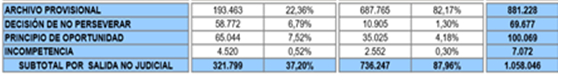 ARCHIVO PROVISIONAL 193.463 22,36% 687.765 82,17% 881.228
DECISIÓN DE NO PERSEVERAR 58.772 6,79% 10.905 1,30% 69.677
PRINCIPIO DE OPORTUNIDAD 65.044 7,52% 35.025 4,18% 100.069
INCOMPETENCIA 4.520 0,52% 2.552 0,30% 7.072
SUBTOTAL POR SALIDA NO JUDICIAL 321.799 37,20% 736.247 87,96% 1.058.046